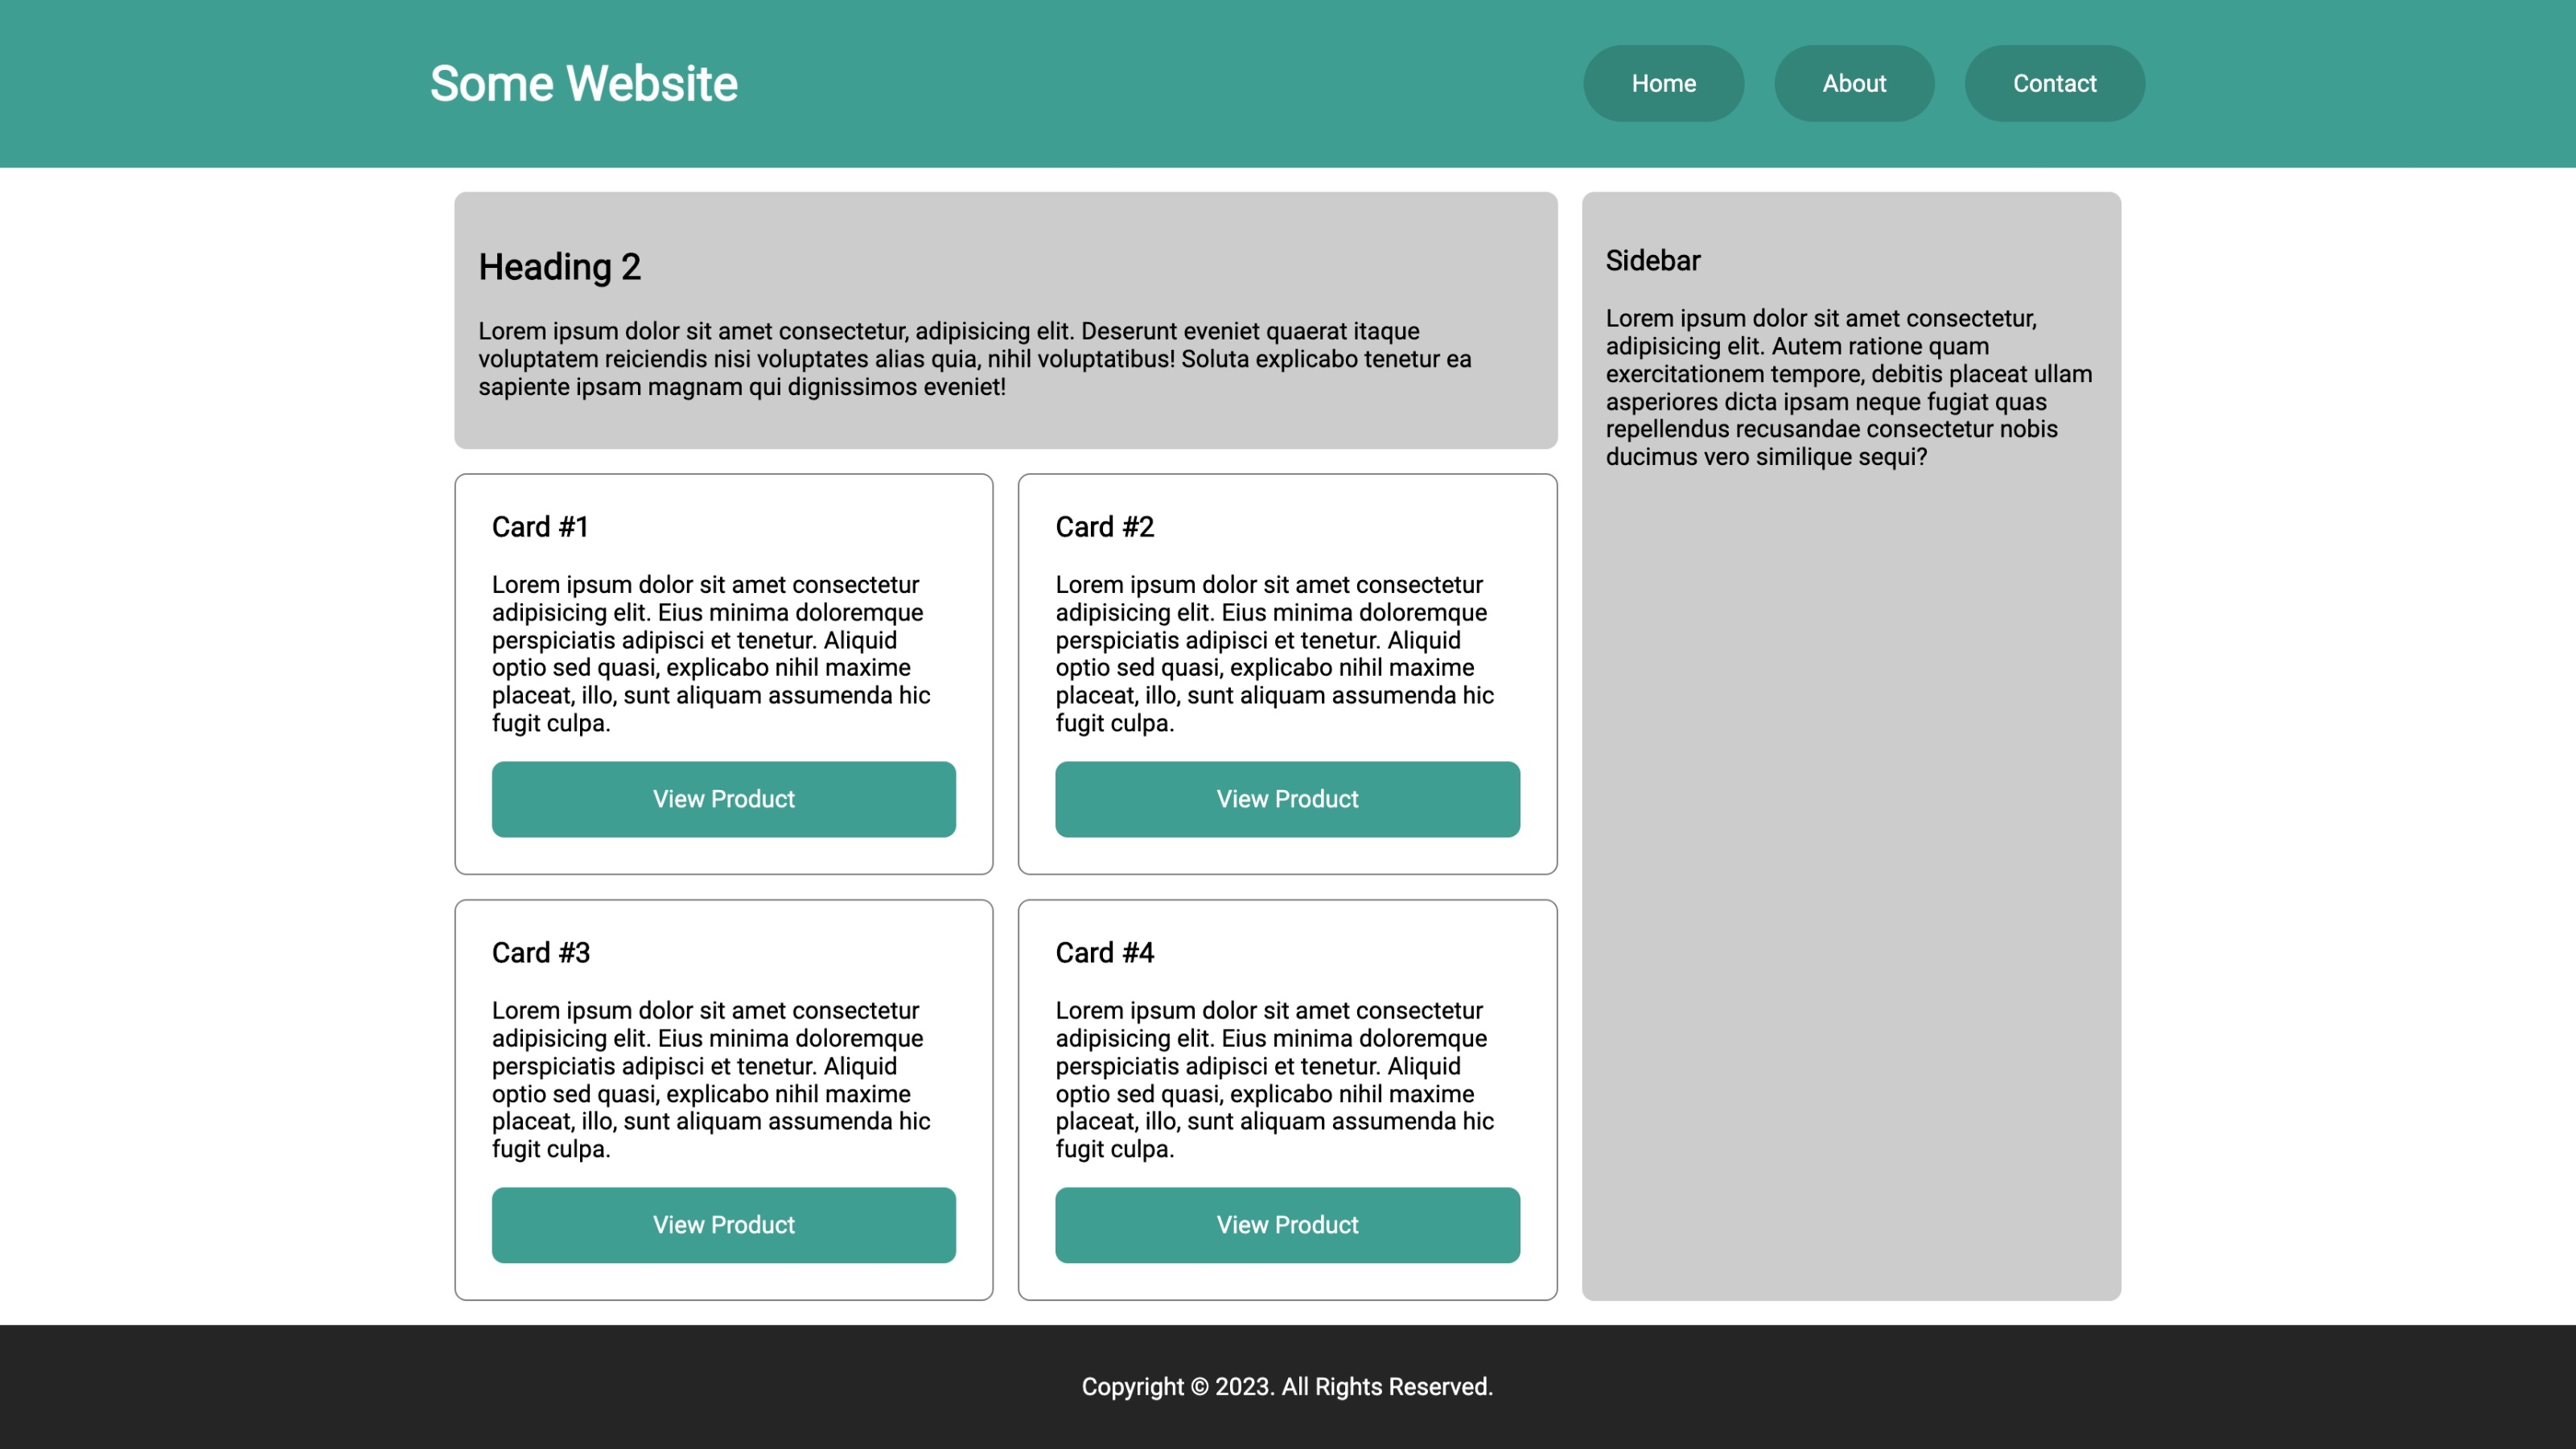 Some Website
Home
About
Contact
Heading 2
Lorem ipsum dolor sit amet consectetur, adipisicing elit. Deserunt eveniet quaerat itaque
voluptatem reiciendis nisi voluptates alias quia, nihil voluptatibus! Soluta explicabo tenetur ea
sapiente ipsam magnam qui dignissimos eveniet!
Sidebar
Lorem ipsum dolor sit amet consectetur,
adipisicing elit. Autem ratione quam
exercitationem tempore, debitis placeat ullam
asperiores dicta ipsam neque fugiat quas
repellendus recusandae consectetur nobis
ducimus vero similique sequi?
Card #1
Lorem ipsum dolor sit amet consectetur
adipisicing elit. Eius minima doloremque
perspiciatis adipisci et tenetur. Aliquid
optio sed quasi, explicabo nihil maxime
placeat, illo, sunt aliquam assumenda hic
fugit culpa.
View Product
Card #2
Lorem ipsum dolor sit amet consectetur
adipisicing elit. Eius minima doloremque
perspiciatis adipisci et tenetur. Aliquid
optio sed quasi, explicabo nihil maxime
placeat, illo, sunt aliquam assumenda hic
fugit culpa.
View Product
Card #3
Lorem ipsum dolor sit amet consectetur
adipisicing elit. Eius minima doloremque
perspiciatis adipisci et tenetur. Aliquid
optio sed quasi, explicabo nihil maxime
placeat, illo, sunt aliquam assumenda hic
fugit culpa.
View Product
Card #4
Lorem ipsum dolor sit amet consectetur
adipisicing elit. Eius minima doloremque
perspiciatis adipisci et tenetur. Aliquid
optio sed quasi, explicabo nihil maxime
placeat, illo, sunt aliquam assumenda hic
fugit culpa.
View Product
Copyright © 2023. All Rights Reserved.